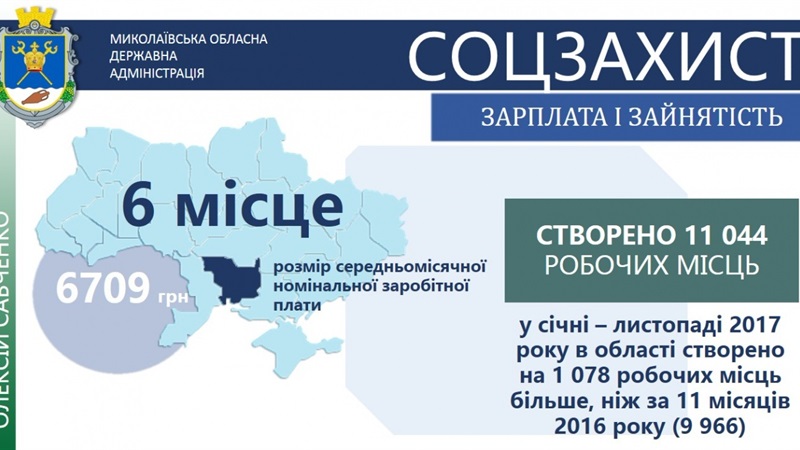 МИКОЛАЇВСЬКА ОБЛАСНА
ДЕРЖАВНА
АДМІНІСТРАЦІЯ
СОЦЗАХИСТ
ЗАРПЛАТА І ЗАЙНЯТІСТЬ
ОЛЕКСІЙ САВЧЕНКО
6 місце
6709 грн
розмір середньомісячної
номінальної заробітної
плати
СТВОРЕНО 11 044
РОБОЧИХ МІСЦЬ
у січні – листопаді 2017
року в області створено
на 1 078 робочих місць
більше, ніж за 11 місяців
2016 року (9 966)